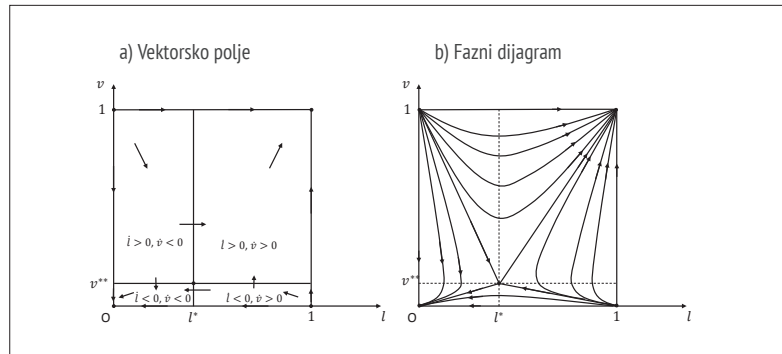 a) Vektorsko polje
v
1
l̇ > 0, v̇ < 0
l̇ > 0, v̇ > 0
v**
l̇ < 0, v̇ < 0
l̇ < 0, v̇ > 0
O
l*
1
l
b) Fazni dijagram
v
1
v**
O
l*
1
l